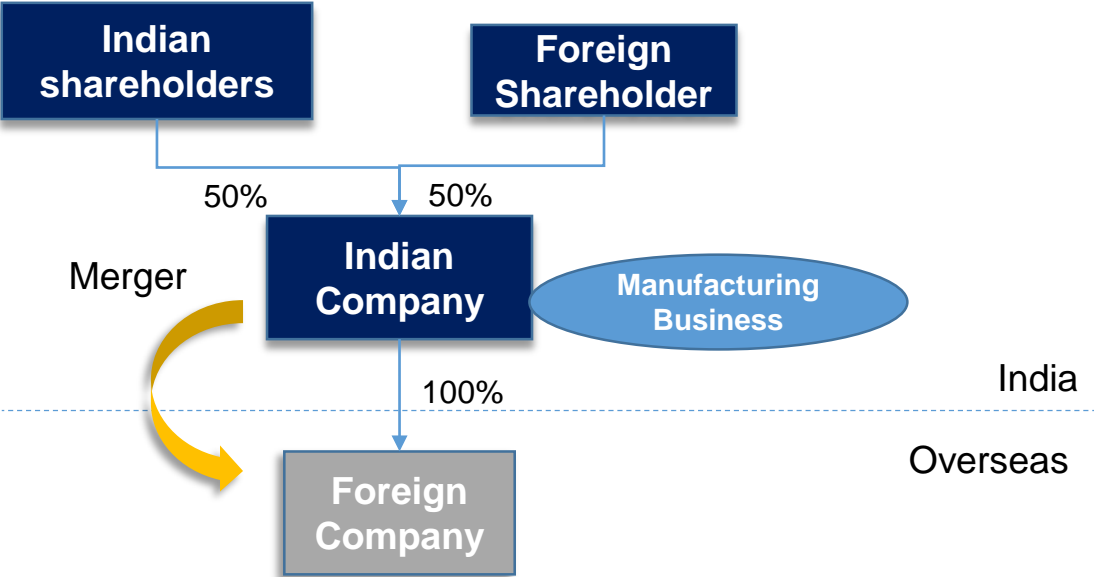 Indian
shareholders
Foreign
Shareholder
50%
50%
Merger
Indian
Company
Manufacturing
Business
India
100%
Overseas
Foreign
Company